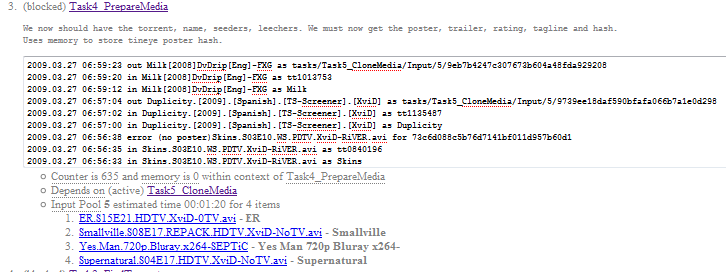 3. (blocked) Task4_PrepareMedia
We now should have the torrent, name, seeders, leechers. We must now get the poster, trailer, rating, tagline and hash.
Uses memory to store tineye poster hash.
2009.03.27 06:59:23 out Milk[2008]DvDrip[Eng]-FXG as tasks/Task5_CloneMedia/Input/5/9eb7b4247c307673b604a48fda929208
2009.03.27 06:59:20 in Milk[2008]DvDrip[Eng]-FXG as tt1013753
2009.03.27 06:59:12 in Milk[2008]DvDrip[Eng]-FXG as Milk
2009.03.27 06:57:04 out Duplicity.[2009].[Spanish].[TS-Screener].[XviD] as tasks/Task5_CloneMedia/Input/5/9739ee18daf590bfafa066b7a1e0d298
2009.03.27 06:57:02 in Duplicity.[2009].[Spanish].[TS-Screener].[XviD] as tt1135487
2009.03.27 06:57:00 in Duplicity.[2009].[Spanish].[TS-Screener].[XviD] as Duplicity
2009.03.27 06:56:38 error (no poster)Skins.S03E10.WS.PDTV.XviD-RiVER.avi for 73c6d088c5b76d7141bf011d957b60d1
2009.03.27 06:56:35 in Skins.S03E10.WS.PDTV.XviD-RiVER.avi as tt0840196
2009.03.27 06:56:33 in Skins.S03E10.WS.PDTV.XviD-RiVER.avi as Skins
Counter is 635 and memory is 0 within context of Task4_PrepareMedia
Depends on (active) Task5_CloneMedia
Input Pool 5 estimated time 00:01:20 for 4 items
1. ER.S15E21.HDTV.XviD-0TV.avi - ER
2. Smallville.S08E17.REPACK.HDTV.XviD-NoTV.avi - Smallville
3. Yes.Man.720p.Bluray.x264-SEPTiC - Yes Man 720p Bluray x264-
4. Supernatural.S04E17.HDTV.XviD-NoTV.avi - Supernatural